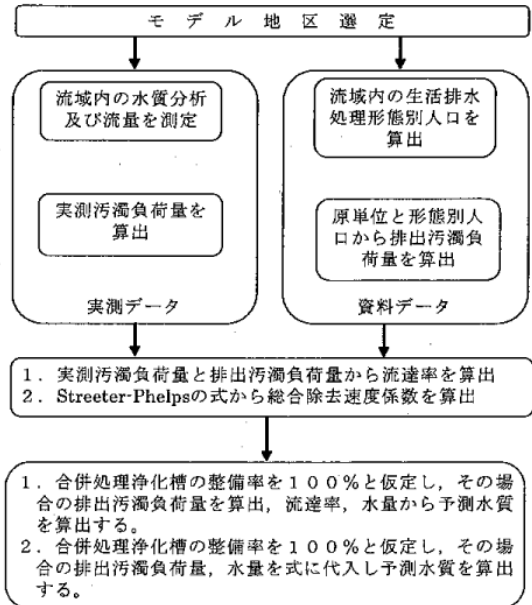 モデル地区選定
流域内の水質分析
及び流量を測定
実測汚濁負荷量を
算出
実測データ
流域内の生活排水
処理形態別人口を
算出
原単位と形態別人
口から排出汚濁負
荷量を算出
資料データ
1．実測汚濁負荷量と排出汚濁負荷量から流達率を算出
2．Streeter-Phelpsの式から総合除去速度係数を算出
1．合併処理浄化槽の整備率を１００％と仮定し，その場
合の排出汚濁負荷量を算出，流達率，水量から予測水質
を算出する。
2．合併処理浄化槽の整備率を１００％と仮定し，その場
合の排出汚濁負荷量，水量を式に代入し予測水質を算出
する。